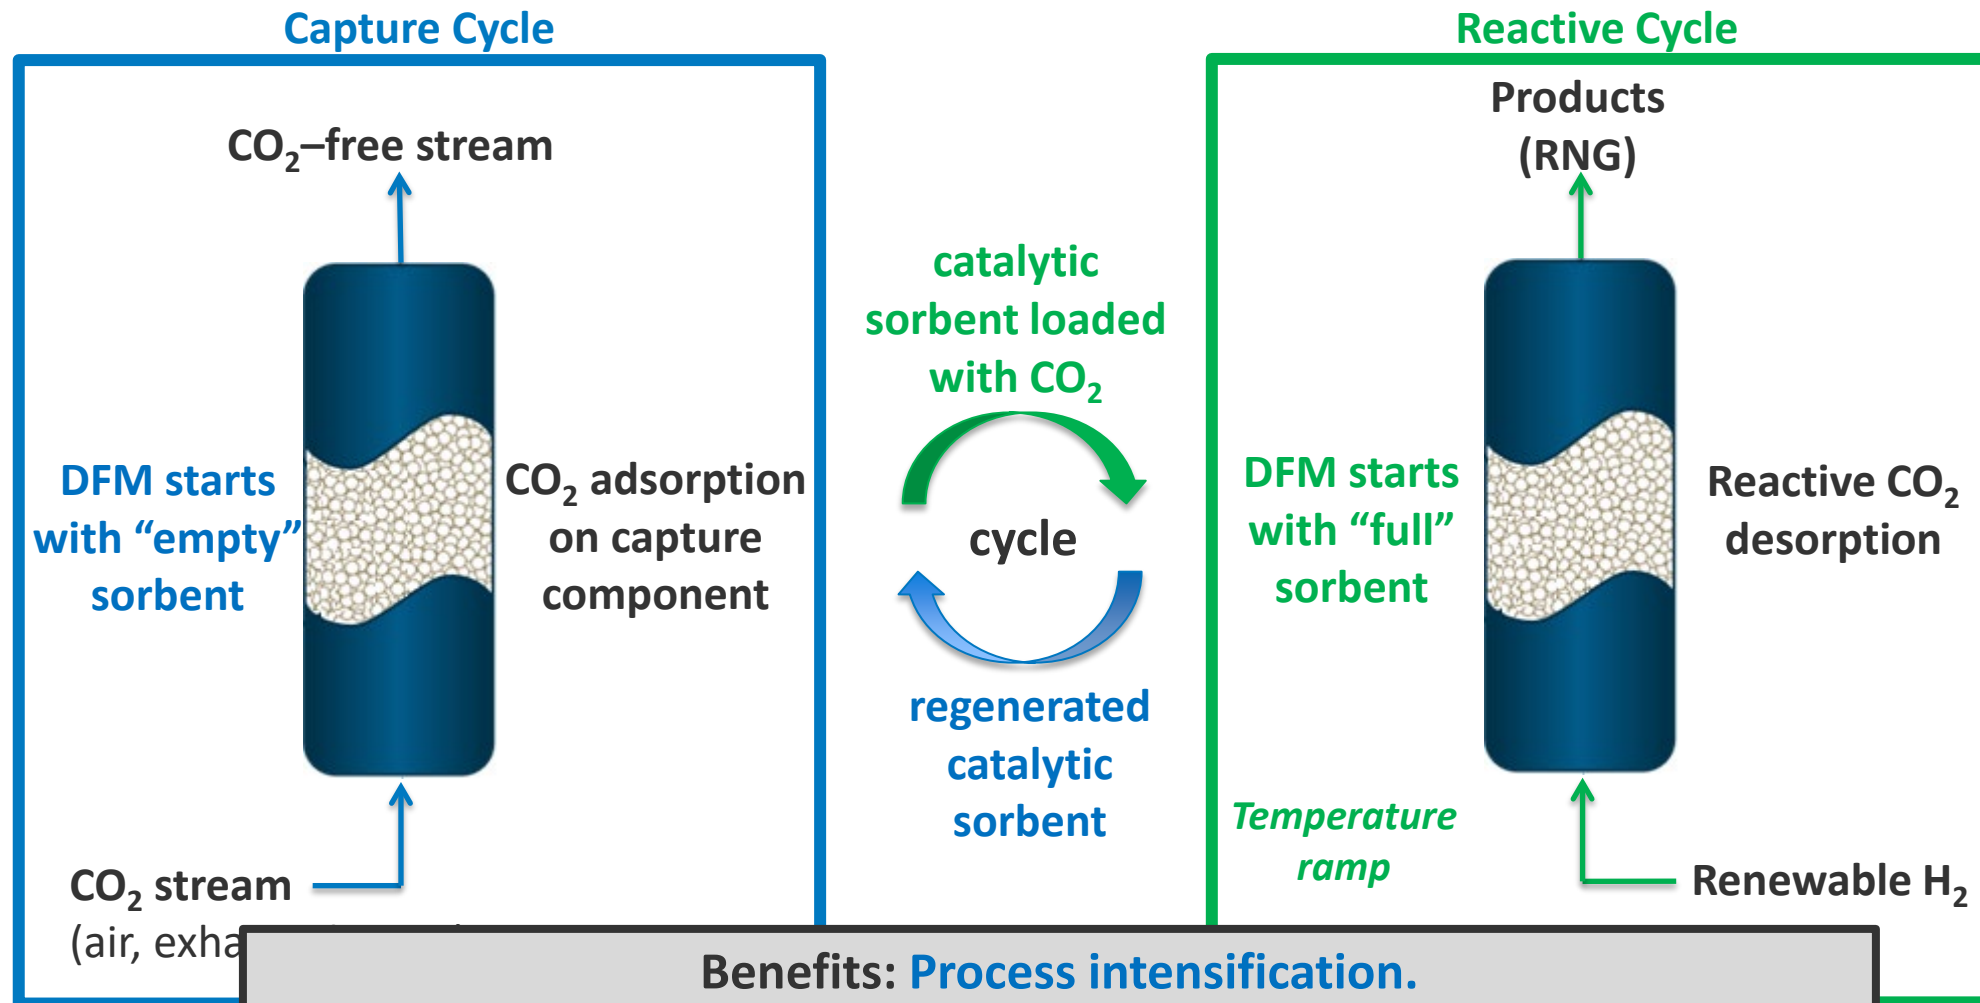 Capture Cycle
CO₂–free stream
DFM starts
with “empty”
sorbent
CO₂ adsorption
on capture
component
CO₂ stream
(air,
catalytic
sorbent loaded
with CO₂
cycle
regenerated
catalytic
sorbent
Reactive Cycle
Products
(RNG)
DFM starts
with “full”
sorbent
Reactive CO₂
desorption
Temperature
ramp
Renewable H₂
Benefits: Process intensification.